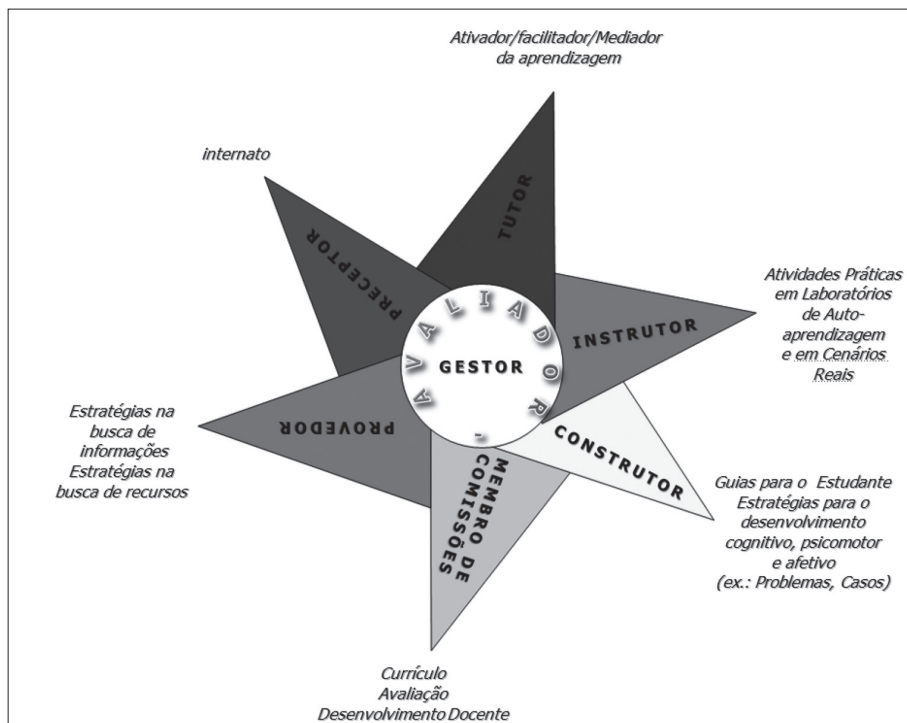 Ativador/facilitador/Mediador
da aprendizagem
internato
TUTOR
PRECEPTOR
Atividades Práticas
em Laboratórios
de Auto-
aprendizagem
e em Cenários
Reais
INSTRUTOR
AVALIADOR
GESTOR
PROVEDOR
Estratégias na
busca de
informações
Estratégias na
busca de recursos
CONSTRUTOR
MEMBRO DE
COMISSÕES
Guias para o Estudante
Estratégias para o
desenvolvimento
cognitivo, psicomotor
e afetivo
(ex.: Problemas, Casos)
Currículo
Avaliação
Desenvolvimento Docente